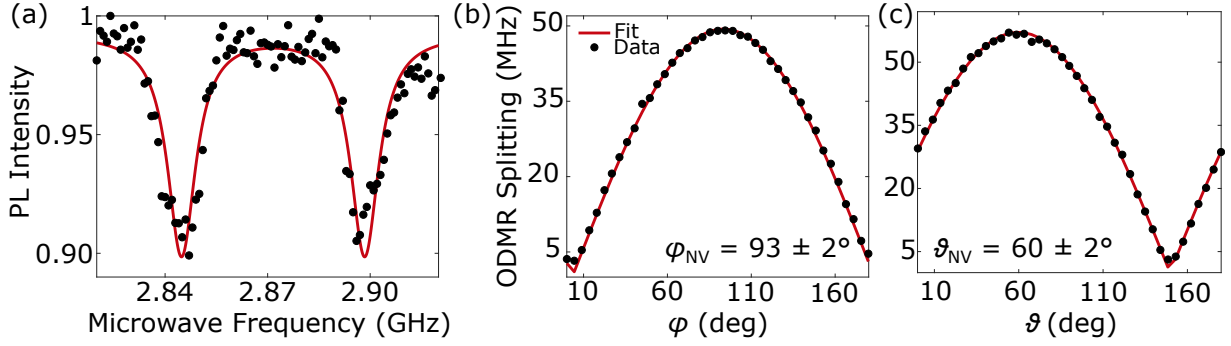 (a)
1
0.95
0.90
PL Intensity
2.84 2.87 2.90
Microwave Frequency (GHz)
(b)
50
35
20
5
ODMR Splitting (MHz)
Fit
Data
φNV = 93 ± 2°
10 60 110 160
φ (deg)
(c)
50
35
20
5
ϑNV = 60 ± 2°
10 60 110 160
ϑ (deg)